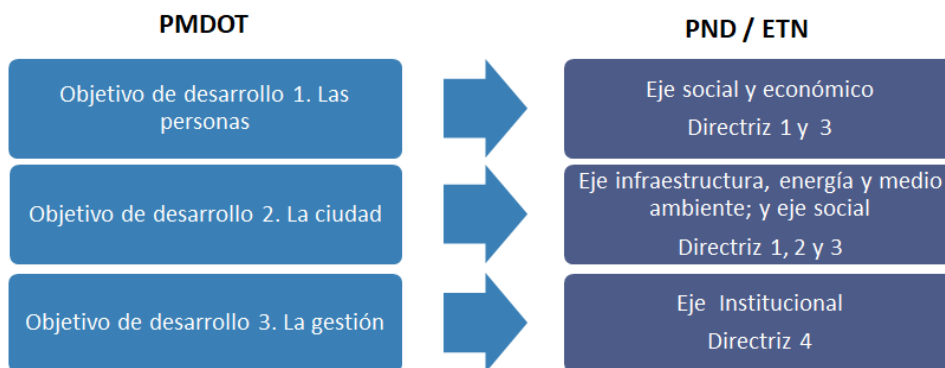 PMDOT
PND / ETN
Objetivo de desarrollo 1. Las
personas
Eje social y económico
Directriz 1 y 3
Objetivo de desarrollo 2. La ciudad
Eje infraestructura, energía y medio
ambiente; y eje social
Directriz 1, 2 y 3
Objetivo de desarrollo 3. La gestión
Eje Institucional
Directriz 4